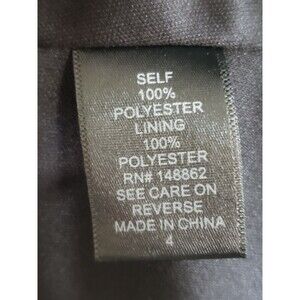 SELF
100%
POLYESTER
LINING
100%
POLYESTER
RN# 148862
SEE CARE ON
REVERSE
MADE IN CHINA
4